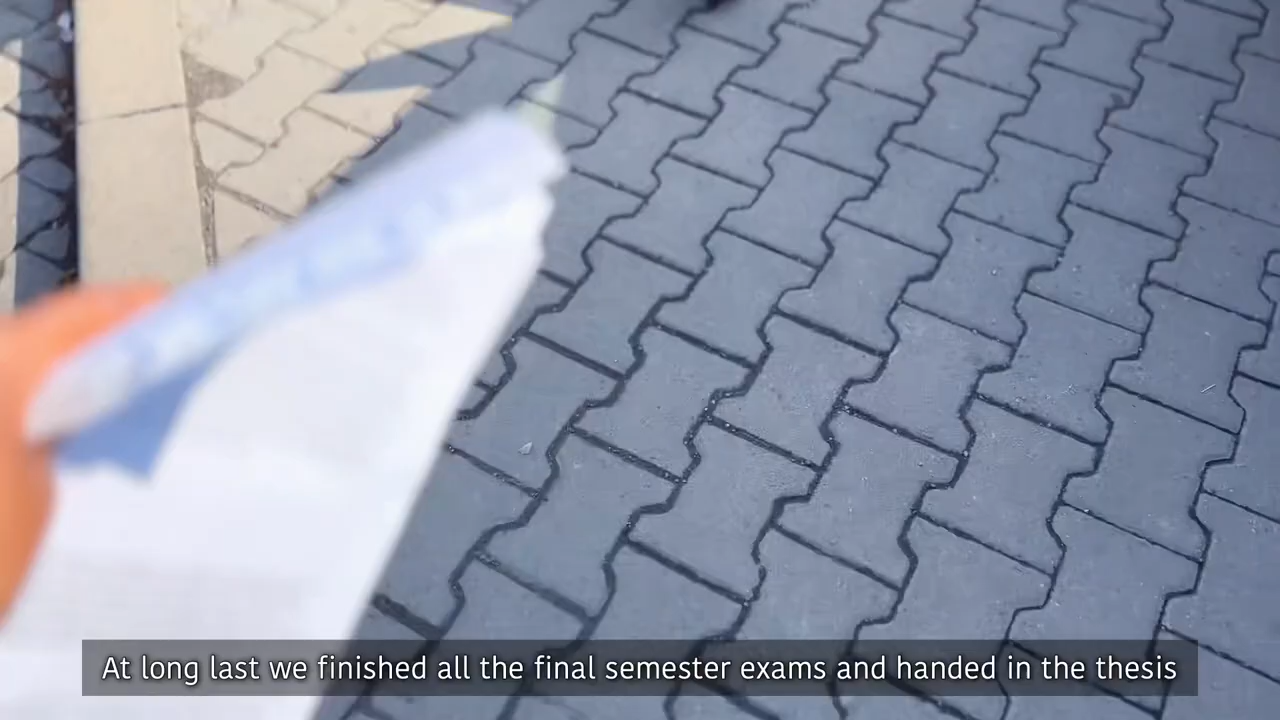 At long last we finished all the final semester exams and handed in the thesis